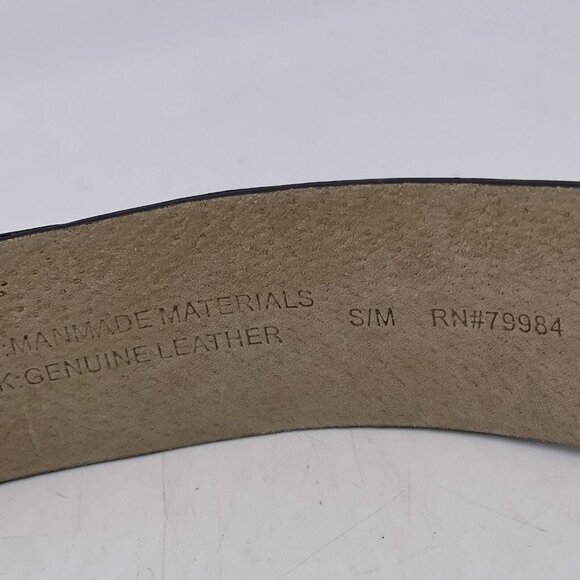 :MANMADE MATERIALS S/M RN#79984
K:GENUINE LEATHER